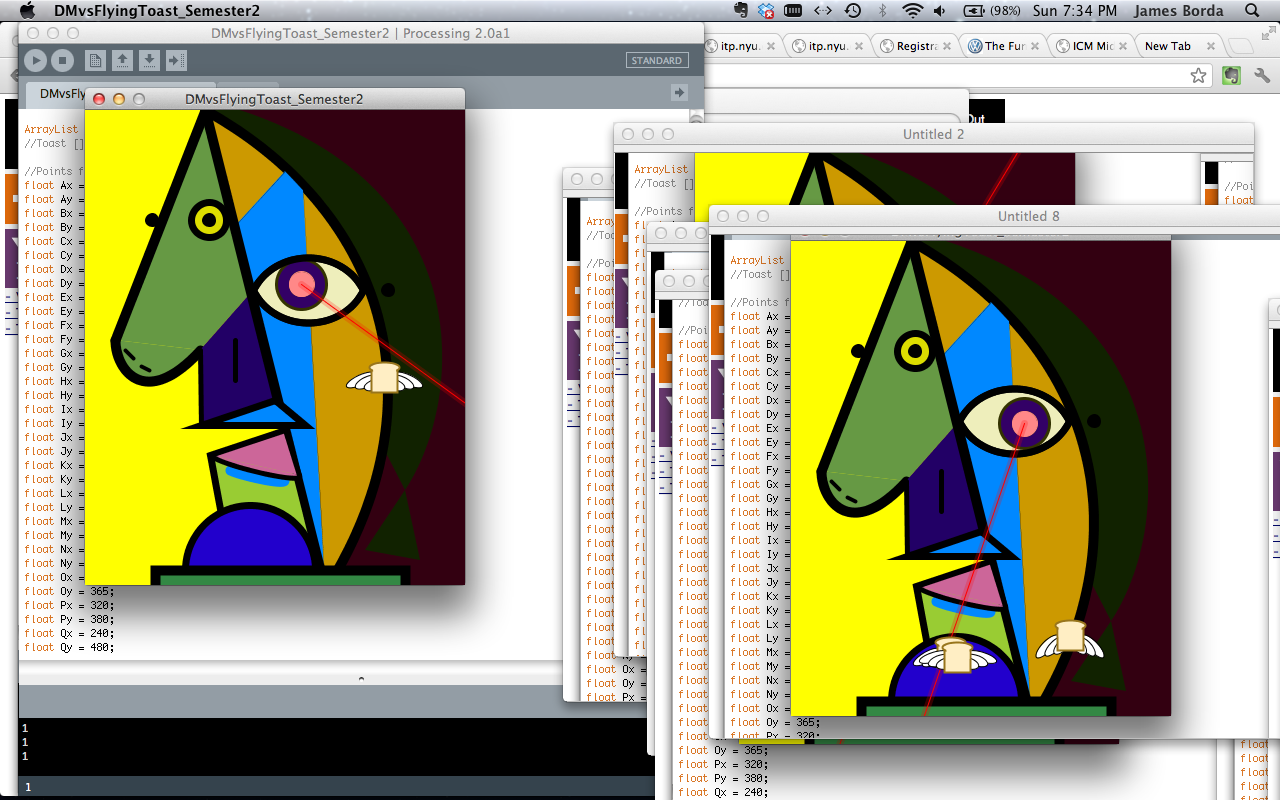 DMvsFlyingToast_Semester2
(98%)
Sun 7:34 PM
James Borda
DMvsFlyingToast_Semester2 | Processing 2.0a1
STANDARD
DMvsFly
DMvsFlyingToast_Semester2
itp.nyu.
itp.nyu.
Registra
The Fur
ICM Mic
New Tab
ArrayList
//Toast []
//Points f
float Ax =
float Ay =
float Bx =
float By =
float Cx =
float Cy =
float Dx =
float Dy =
float Ex =
float Ey =
float Fx =
float Fy =
float Gx =
float Gy =
float Hx =
float Hy =
float Ix =
float Iy =
float Jx =
float Jy =
float Kx =
float Ky =
float Lx =
float Ly =
float Mx =
float My =
float Nx =
float Ny =
float Ox =
float Oy = 365;
float Px = 320;
float Py = 380;
float Qx = 240;
float Qy = 480;
1
1
1
1
Out
Untitled 2
ArrayList
//Toast []
//Points f
Untitled 8
ArrayList
//Toast []
//Points f
float Ax =
float Ay =
float Bx =
float By =
float Cx =
float Cy =
float Dx =
float Dy =
float Ex =
float Ey =
float Fx =
float Fy =
float Gx =
float Gy =
float Hx =
float Hy =
float Ix =
float Iy =
float Jx =
float Jy =
float Kx =
float Ky =
float Lx =
float Ly =
float Mx =
float My =
float Nx =
float Ny =
float Ox =
float Oy = 365;
float Px = 320;
Oy = 365;
float Px = 320;
float Py = 380;
float Qx = 240;